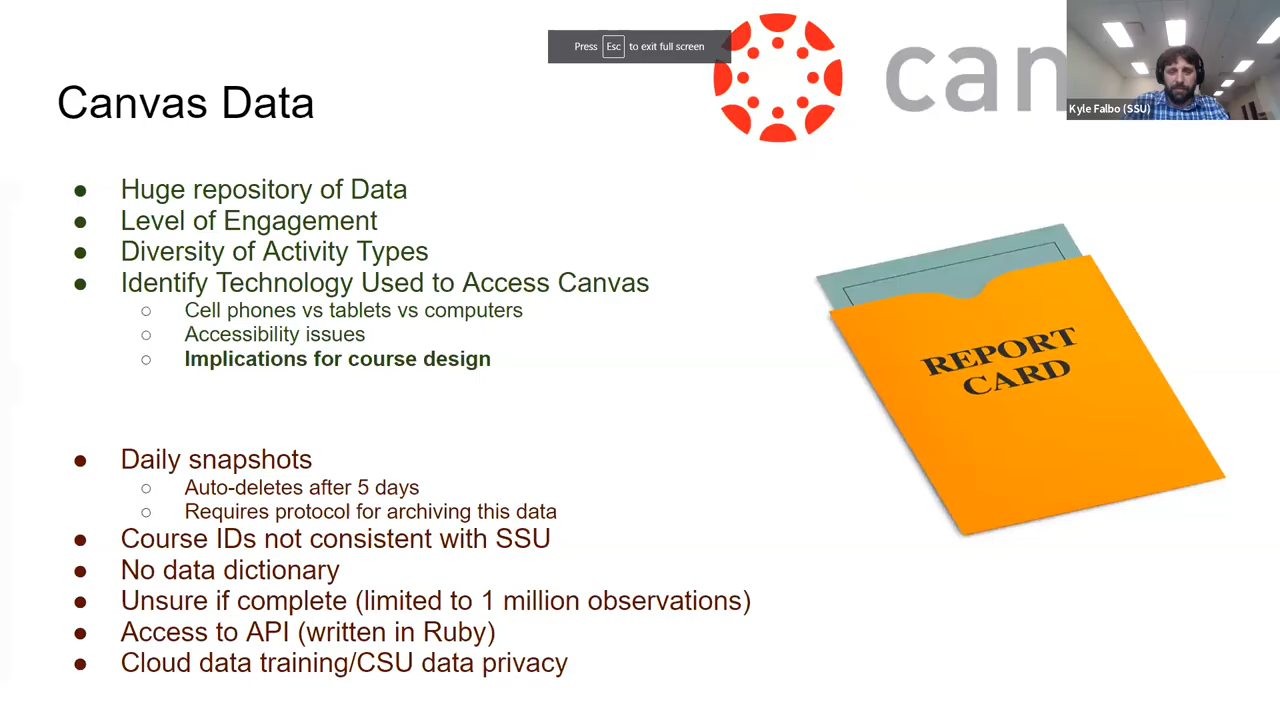 Press Esc to exit full screen
can
Kyle Falbo (SSU)
Canvas Data
● Huge repository of Data
● Level of Engagement
● Diversity of Activity Types
● Identify Technology Used to Access Canvas
○ Cell phones vs tablets vs computers
○ Accessibility issues
○ Implications for course design
REPORT
CARD
● Daily snapshots
○ Auto-deletes after 5 days
○ Requires protocol for archiving this data
● Course IDs not consistent with SSU
● No data dictionary
● Unsure if complete (limited to 1 million observations)
● Access to API (written in Ruby)
● Cloud data training/CSU data privacy